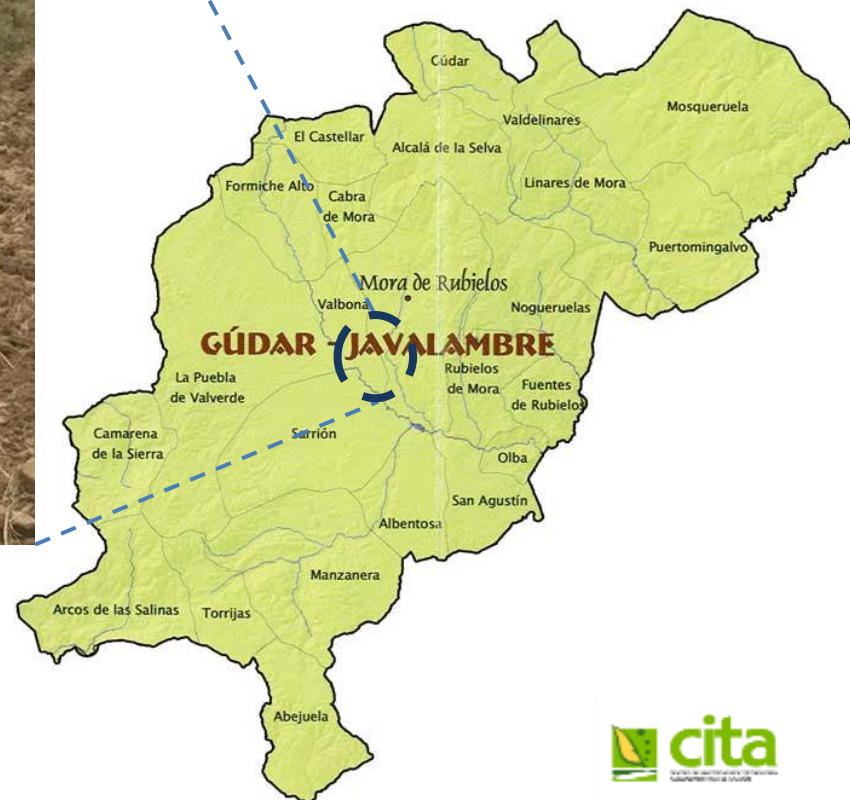 Gúdar
Mosqueruela
Valdelinares
El Castellar
Alcalá de la Selva
Formiche Alto
Linares de Mora
Cabra
de Mora
Puertomingalvo
Mora de Rubielos
Valbona
Nogueruelas
GÚDAR - JAVALAMBRE
Rubielos
de Mora
La Puebla
de Valverde
Fuentes
de Rubielos
Camarena
de la Sierra
Sarrión
Olba
San Agustín
Albentosa
Manzanera
Arcos de las Salinas
Torrijas
Abejuela
cita